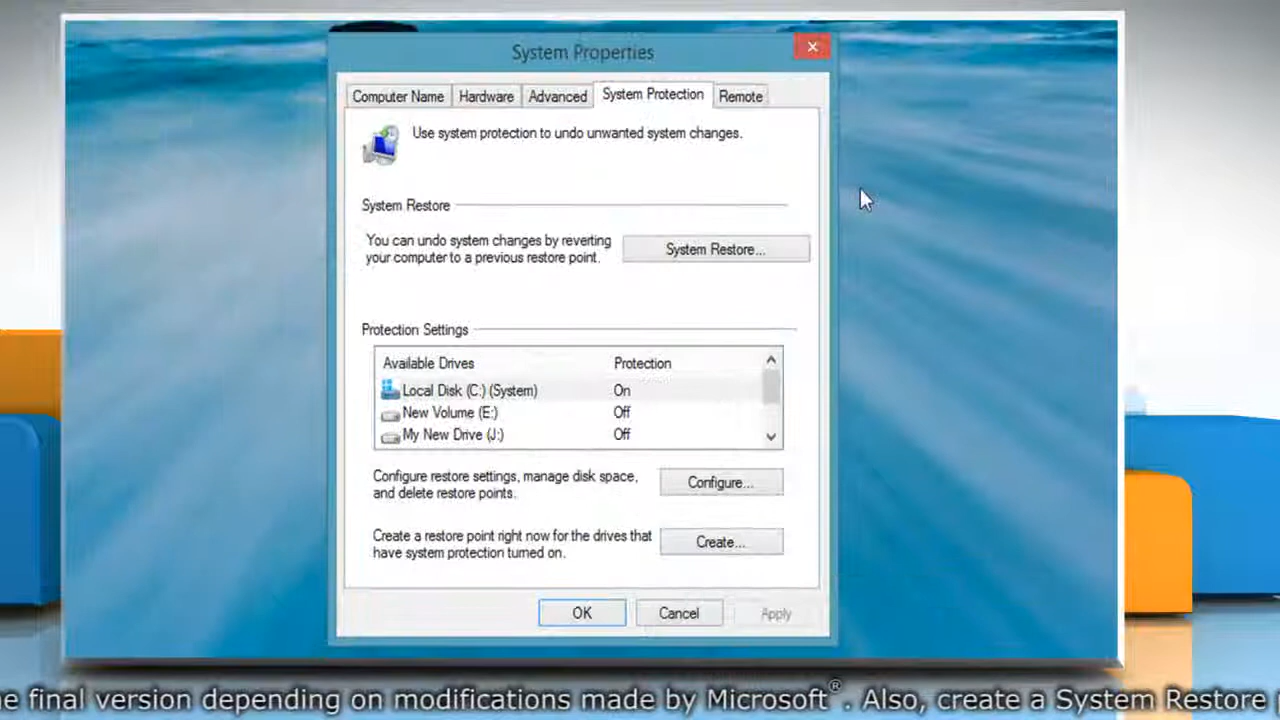 System Properties
Computer Name Hardware Advanced System Protection Remote
Use system protection to undo unwanted system changes.
System Restore
You can undo system changes by reverting
your computer to a previous restore point.
System Restore...
Protection Settings
Available Drives Protection
Local Disk (C:) (System) On
New Volume (E:) Off
My New Drive (J:) Off
Configure restore settings, manage disk space,
and delete restore points.
Configure...
Create a restore point right now for the drives that
have system protection turned on.
Create...
OK Cancel Apply
final version depending on modifications made by Microsoft®. Also, create a System Restore